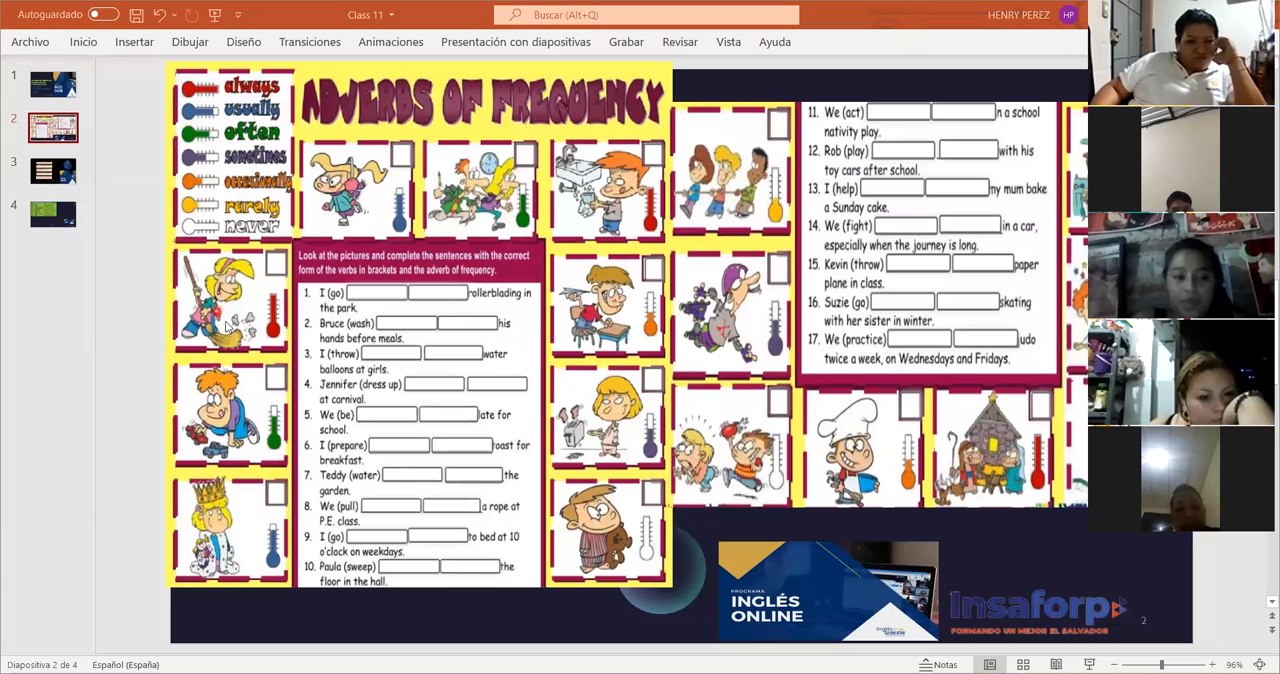 Autoguardado
Class 11
Buscar (Alt+Q)
HENRY PEREZ
HP
Archivo Inicio Insertar Dibujar Diseño Transiciones Animaciones Presentación con diapositivas Grabar Revisar Vista Ayuda
1
2
3
4
always
usually
often
sometimes
occasionally
rarely
never
ADVERBS OF FREQUENCY
Look at the pictures and complete the sentences with the correct
form of the verbs in brackets and the adverb of frequency.
1. I (go) rollerblading in
the park.
2. Bruce (wash) his
hands before meals.
3. I (throw) water
balloons at girls.
4. Jennifer (dress up)
at carnival.
5. We (be) late for
school.
6. I (prepare) toast for
breakfast.
7. Teddy (water) the
garden.
8. We (pull) a rope at
P.E. class.
9. I (go) to bed at 10
o'clock on weekdays.
10. Paula (sweep) the
floor in the hall.
11. We (act) n a school
nativity play.
12. Rob (play) with his
toy cars after school.
13. I (help) my mum bake
a Sunday cake.
14. We (fight) in a car,
especially when the journey is long.
15. Kevin (throw) paper
plane in class.
16. Suzie (go) skating
with her sister in winter.
17. We (practice) udo
twice a week, on Wednesdays and Fridays.
PROGRAMA
INGLÉS
ONLINE
Insaforp
FORMANDO UN MEJOR EL SALVADOR
2
Diapositiva 2 de 4 Español (España)
Notas
96%